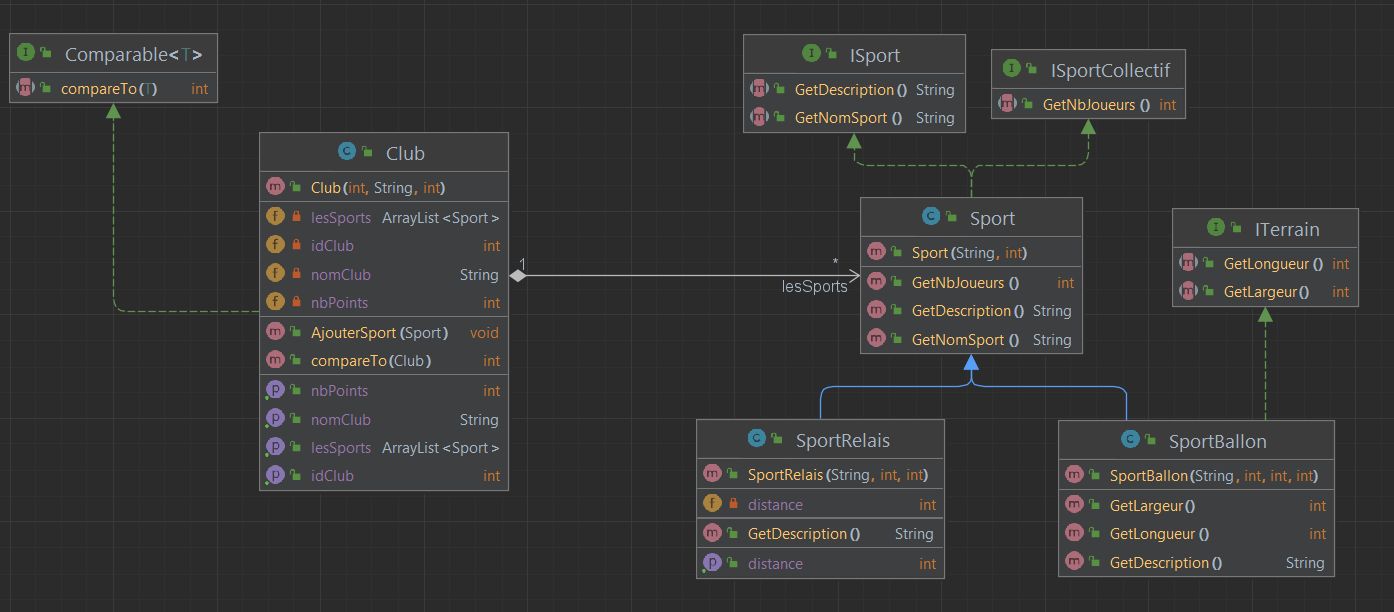 Comparable<T>
compareTo(T) int
Club
Club(int, String, int)
lesSports ArrayList<Sport>
idClub int
nomClub String
nbPoints int
AjouterSport(Sport) void
compareTo(Club) int
nbPoints int
nomClub String
lesSports ArrayList<Sport>
idClub int
1
*
lesSports
ISport
GetDescription() String
GetNomSport() String
ISportCollectif
GetNbJoueurs() int
Sport
Sport(String, int)
GetNbJoueurs() int
GetDescription() String
GetNomSport() String
ITerrain
GetLongueur() int
GetLargeur() int
SportRelais
SportRelais(String, int, int)
distance int
GetDescription() String
distance int
SportBallon
SportBallon(String, int, int, int)
GetLargeur() int
GetLongueur() int
GetDescription() String